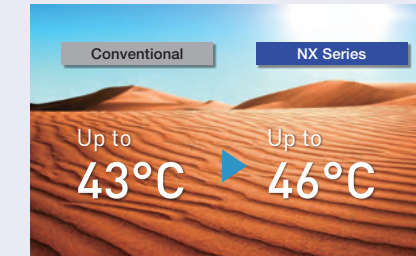 Conventional
NX Series
Up to
43°C
Up to
46°C